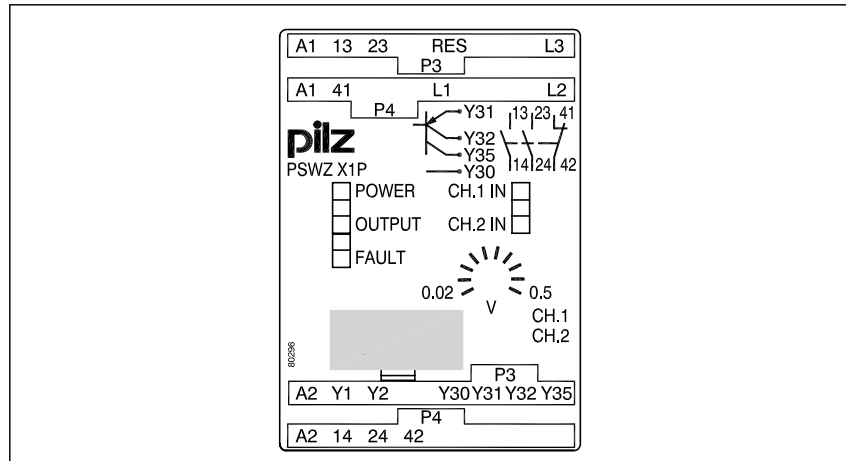 A1 13 23 RES L3
P3
A1 41 L1 L2
P4
Y31
13 23 41
pilz
Y32
Y35
PSWZ X1P
Y30
14 24 42
POWER
CH.1 IN
OUTPUT
CH.2 IN
FAULT
0.02
0.5
V
CH.1
CH.2
80296
P3
A2 Y1 Y2 Y30 Y31 Y32 Y35
P4
A2 14 24 42